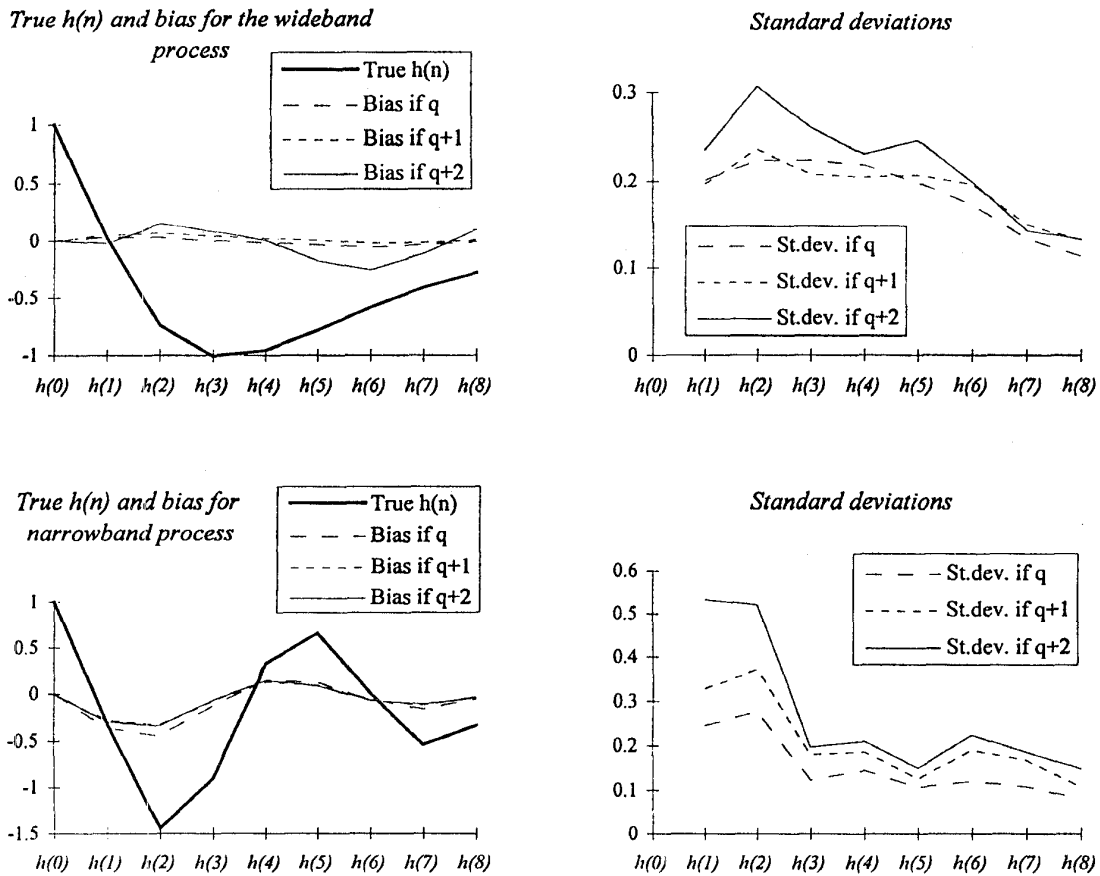 True h(n) and bias for the wideband
process
True h(n)
Bias if q
Bias if q+1
Bias if q+2
1
0.5
0
-0.5
-1
h(0) h(1) h(2) h(3) h(4) h(5) h(6) h(7) h(8)
Standard deviations
0.3
0.2
0.1
0
St.dev. if q
St.dev. if q+1
St.dev. if q+2
h(0) h(1) h(2) h(3) h(4) h(5) h(6) h(7) h(8)
True h(n) and bias for
narrowband process
True h(n)
Bias if q
Bias if q+1
Bias if q+2
1
0.5
0
-0.5
-1
-1.5
h(0) h(1) h(2) h(3) h(4) h(5) h(6) h(7) h(8)
Standard deviations
0.6
0.5
0.4
0.3
0.2
0.1
0
St.dev. if q
St.dev. if q+1
St.dev. if q+2
h(0) h(1) h(2) h(3) h(4) h(5) h(6) h(7) h(8)